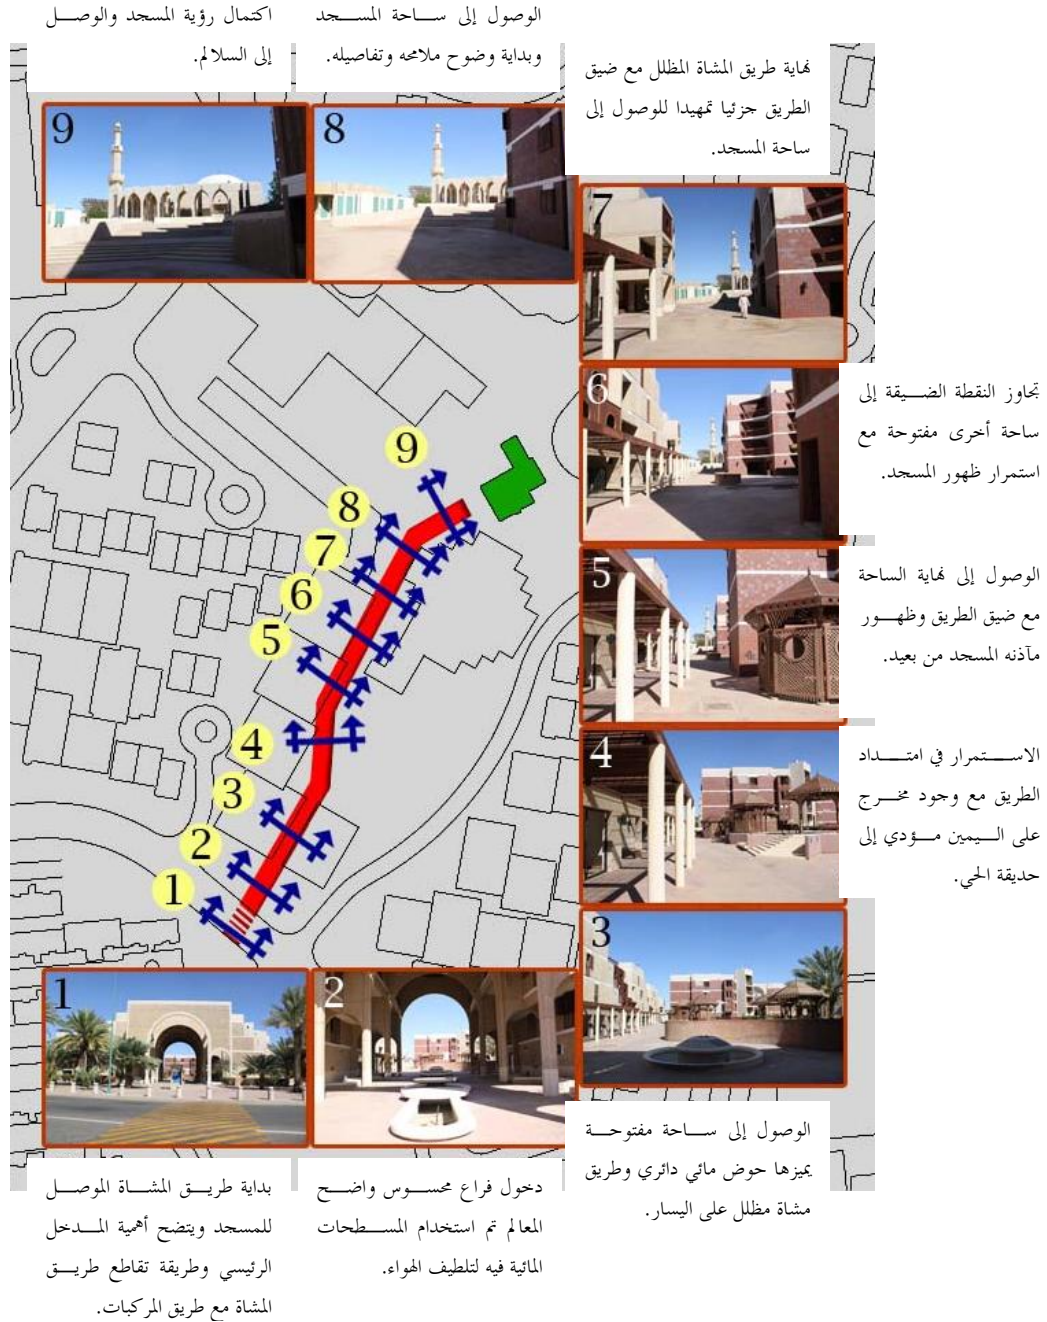 اكتمال رؤية المسجد والوصل
إلى السلالم.
الوصول إلى ساحة المسجد
وبداية وضوح ملامحه وتفاصيله.
نهاية طريق المشاة المظلل مع ضيق
الطريق جزئيا تمهيدا للوصول إلى
ساحة المسجد.
9
8
7
تجاوز النقطة الضيقة إلى
ساحة أخرى مفتوحة مع
استمرار ظهور المسجد.
6
الوصول إلى نهاية الساحة
مع ضيق الطريق وظهور
مآذنه المسجد من بعيد.
5
الاستمرار في امتداد
الطريق مع وجود مخرج
على اليمين مؤدي إلى
حديقة الحي.
4
3
9
8
7
6
5
4
3
2
1
1
2
الوصول إلى ساحة مفتوحة
يميزها حوض مائي دائري وطريق
مشاة مظلل على اليسار.
دخول فراغ محسوس واضح
المعالم تم استخدام المسطحات
المائية فيه لتلطيف الهواء.
بداية طريق المشاة الموصل
للمسجد ويتضح أهمية المدخل
الرئيسي وطريقة تقاطع طريق
المشاة مع طريق المركبات.